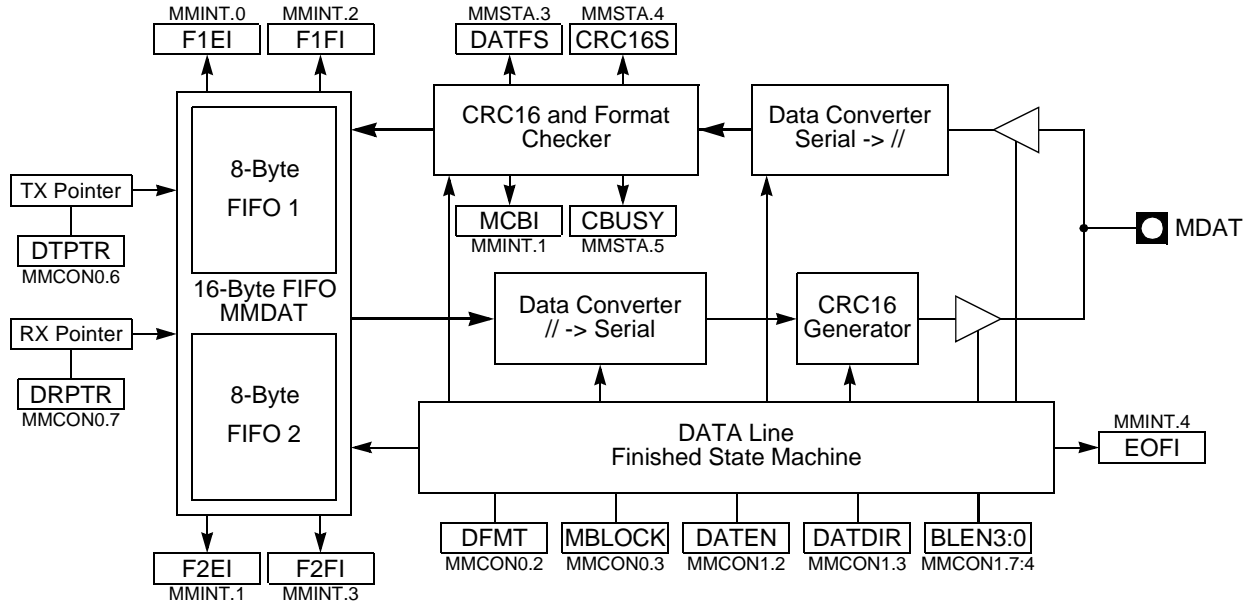 MMINT.0
F1EI
MMINT.2
F1FI
MMSTA.3
DATFS
MMSTA.4
CRC16S
8-Byte
FIFO 1
CRC16 and Format
Checker
Data Converter
Serial -> //
TX Pointer
DTPTR
MMCON0.6
MCBI
MMINT.1
CBUSY
MMSTA.5
MDAT
16-Byte FIFO
MMDAT
Data Converter
// -> Serial
CRC16
Generator
RX Pointer
DRPTR
MMCON0.7
8-Byte
FIFO 2
DATA Line
Finished State Machine
MMINT.4
EOFI
F2EI
MMINT.1
F2FI
MMINT.3
DFMT
MMCON0.2
MBLOCK
MMCON0.3
DATEN
MMCON1.2
DATDIR
MMCON1.3
BLEN3:0
MMCON1.7:4